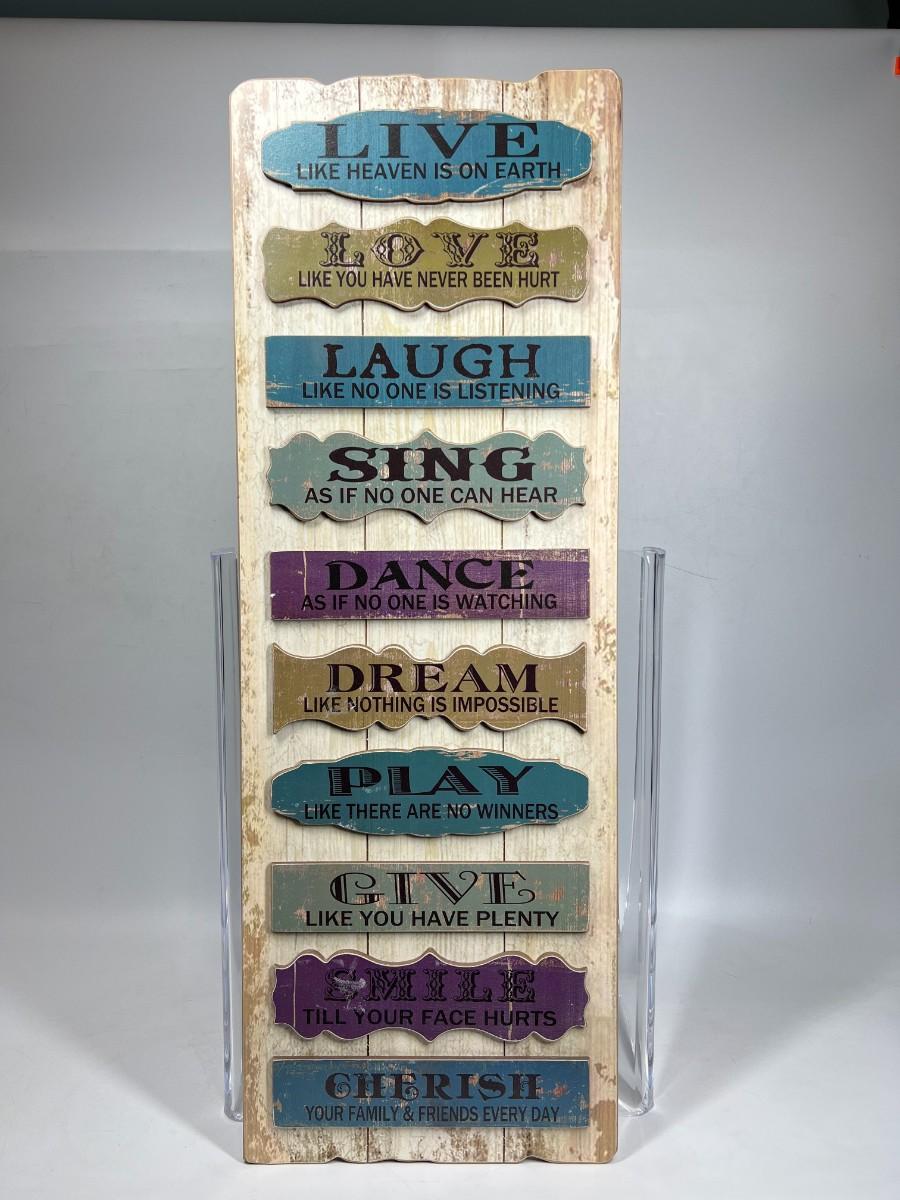 LIVE
LIKE HEAVEN IS ON EARTH
LOVE
LIKE YOU HAVE NEVER BEEN HURT
LAUGH
LIKE NO ONE IS LISTENING
SING
AS IF NO ONE CAN HEAR
DANCE
AS IF NO ONE IS WATCHING
DREAM
LIKE NOTHING IS IMPOSSIBLE
PLAY
LIKE THERE ARE NO WINNERS
GIVE
LIKE YOU HAVE PLENTY
SMILE
TILL YOUR FACE HURTS
CHERISH
YOUR FAMILY & FRIENDS EVERY DAY